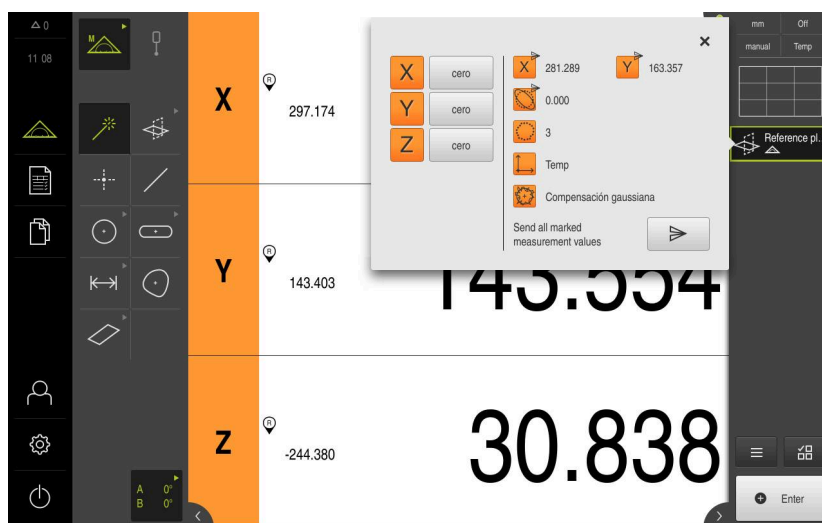 0
11 08
M
A 0°
B 0°
X
R
297.174
Y
R
143.403
143.554
Z
R
-244.380
30.838
X cero
Y cero
Z cero
X 281.289 Y 163.357
0.000
3
Temp
Compensación gaussiana
Send all marked
measurement values
mm Off
manual Temp
Reference pl.
Enter